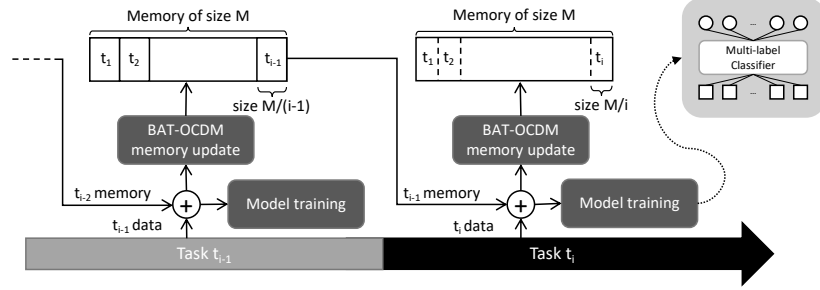 Memory of size M
t1 t2 ti-1
size M/(i-1)
BAT-OCDM
memory update
ti-2 memory
+
Model training
ti-1 data
Task ti-1
Memory of size M
t1 t2 ti
size M/i
BAT-OCDM
memory update
ti-1 memory
+
Model training
ti data
Task ti
...
Multi-label
Classifier
...